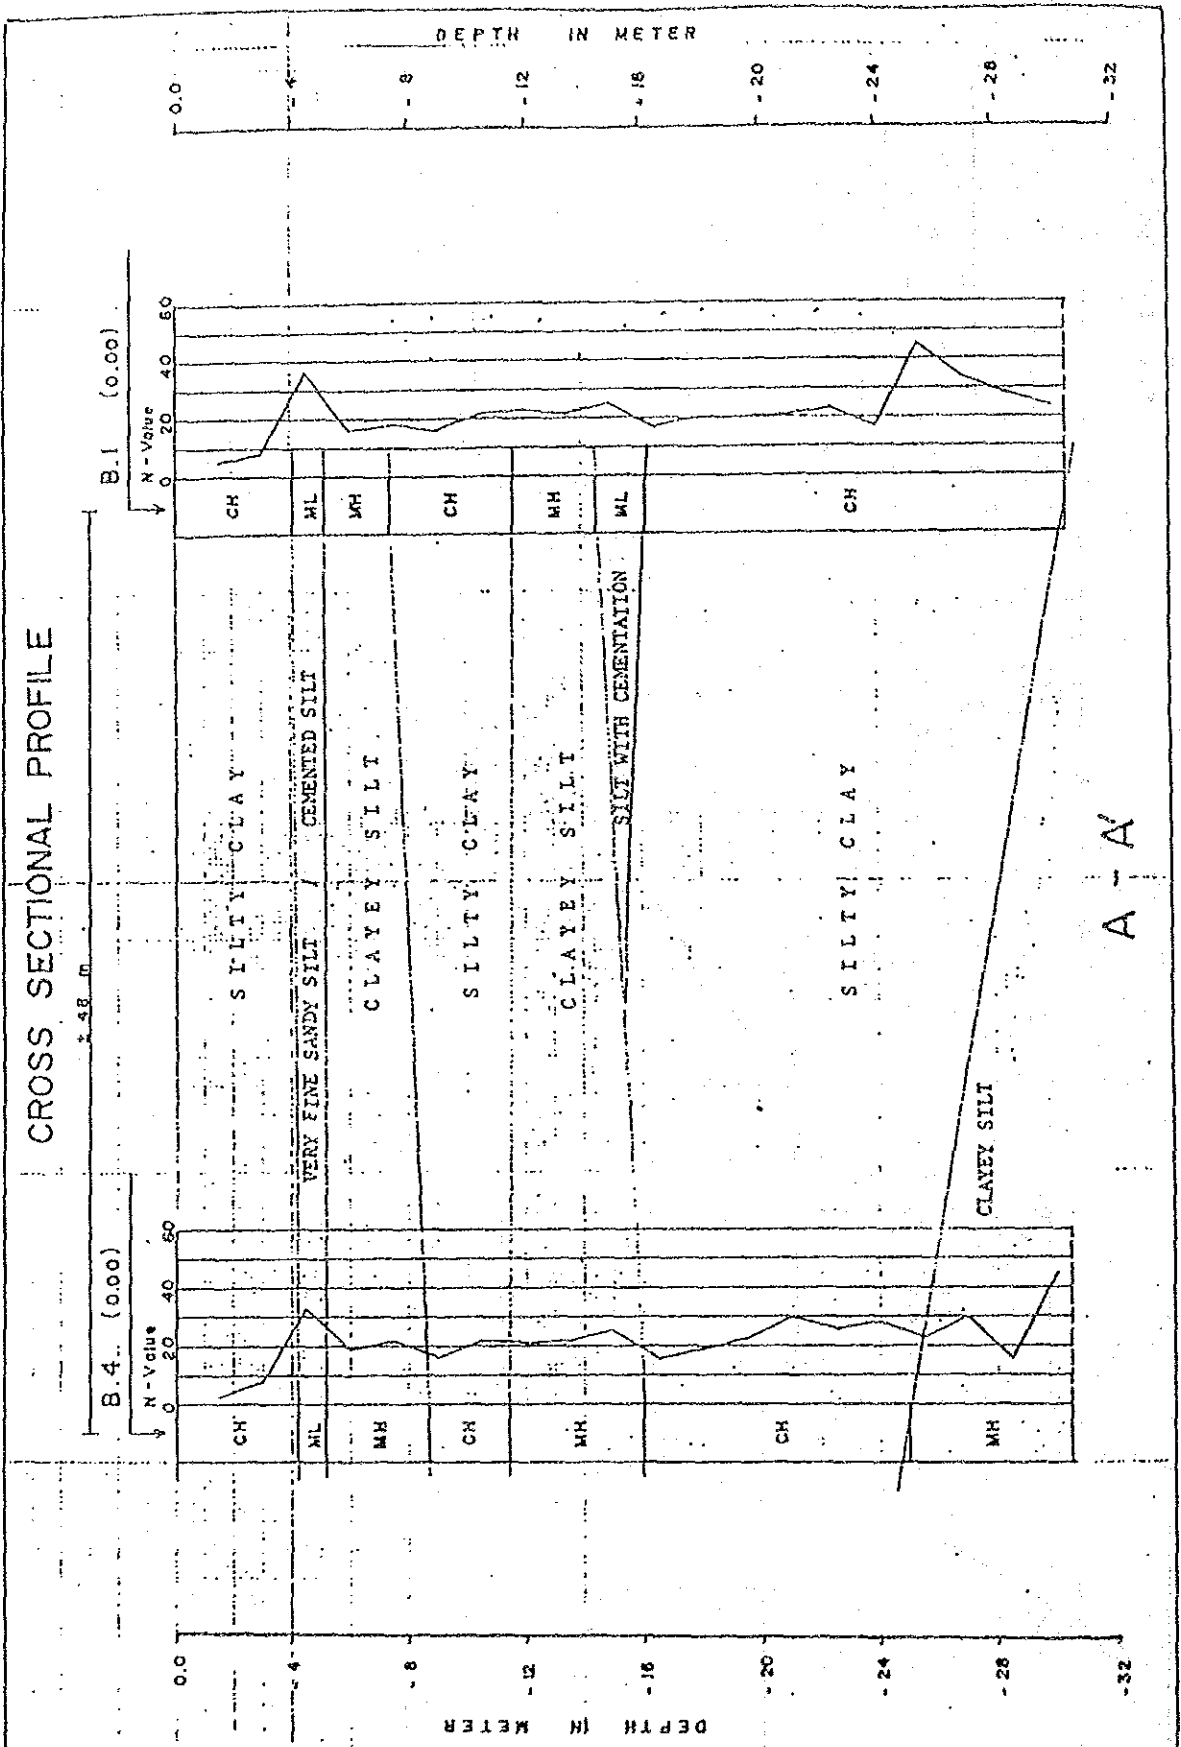 CROSS SECTIONAL PROFILE
± 48 m
B.4. (0.00)
N - Value
0 20 40 60
B.1 (0.00)
N - Value
0 20 40 60
DEPTH IN METER
0.0
- 4
- 8
- 12
- 16
- 20
- 24
- 28
- 32
DEPTH IN METER
0.0
- 4
- 8
- 12
- 16
- 20
- 24
- 28
- 32
CH
ML
MH
CH
MH
CH
MH
SILTY CLAY
VERY FINE SANDY SILT / CEMENTED SILT
CLAYEY SILT
SILTY CLAY
CLAYEY SILT
SILT WITH CEMENTATION
SILTY CLAY
CLAYEY SILT
CH
ML
MH
CH
MH
ML
CH
A - A'